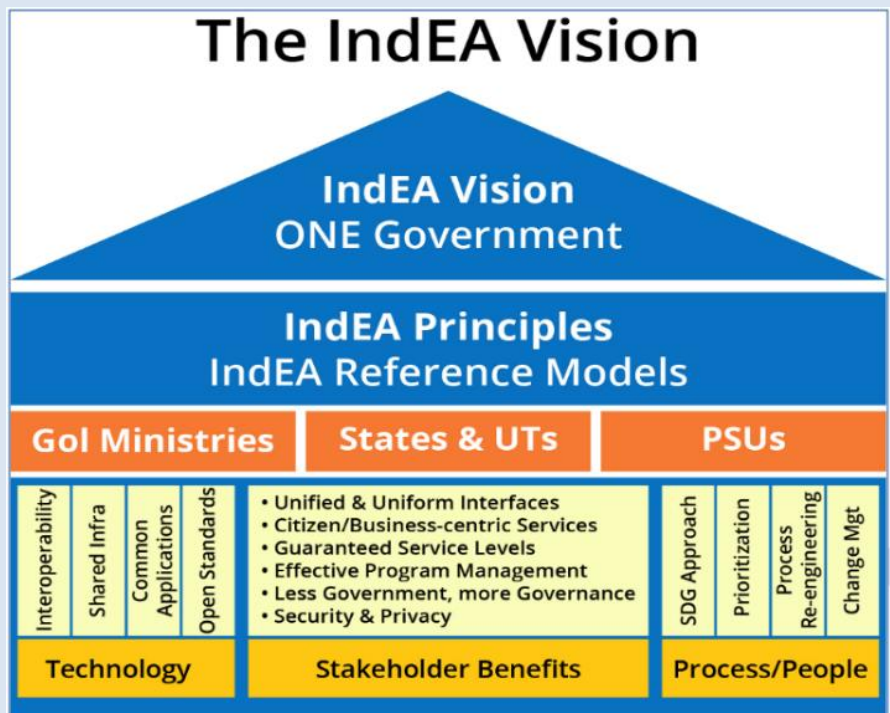 The IndEA Vision
IndEA Vision
ONE Government
IndEA Principles
IndEA Reference Models
GoI Ministries
States & UTs
PSUs
Interoperability
Shared Infra
Common
Applications
Open Standards
• Unified & Uniform Interfaces
• Citizen/Business-centric Services
• Guaranteed Service Levels
• Effective Program Management
• Less Government, more Governance
• Security & Privacy
SDG Approach
Prioritization
Process
Re-engineering
Change Mgt
Technology
Stakeholder Benefits
Process/People